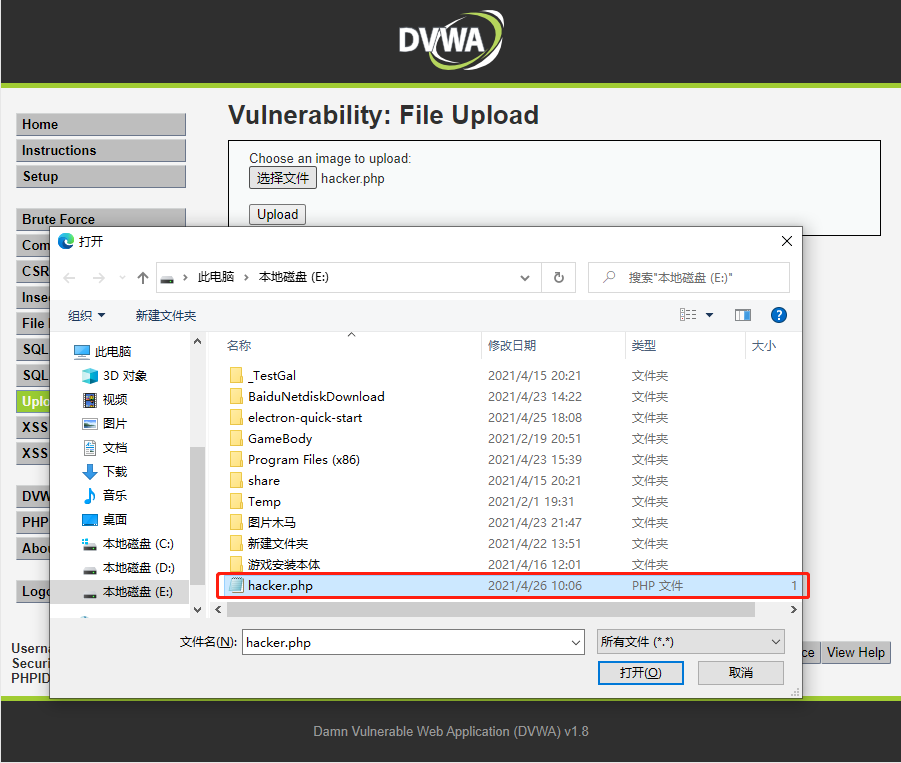 DVWA
Vulnerability: File Upload
Home
Instructions
Setup
Brute Force
Com
CSR
Inse
File
SQL
SQL
Uplo
XSS
XSS
DVW
PHP
Abou
Logo
Choose an image to upload:
选择文件 hacker.php
Upload
打开
此电脑 › 本地磁盘 (E:)
搜索"本地磁盘 (E:)"
组织 新建文件夹
名称 修改日期 类型 大小
此电脑
3D 对象
视频
图片
文档
下载
音乐
桌面
本地磁盘 (C:)
本地磁盘 (D:)
本地磁盘 (E:)
_TestGal 2021/4/15 20:21 文件夹
BaiduNetdiskDownload 2021/4/23 14:22 文件夹
electron-quick-start 2021/4/25 18:08 文件夹
GameBody 2021/2/19 20:51 文件夹
Program Files (x86) 2021/4/23 15:39 文件夹
share 2021/4/15 20:21 文件夹
Temp 2021/2/1 19:31 文件夹
图片木马 2021/4/23 21:47 文件夹
新建文件夹 2021/4/22 13:51 文件夹
游戏安装本体 2021/4/16 12:01 文件夹
hacker.php 2021/4/26 10:06 PHP 文件 1
文件名(N): hacker.php 所有文件 (*.*)
打开(O) 取消
Userna
Securi
PHPID
ce View Help
Damn Vulnerable Web Application (DVWA) v1.8